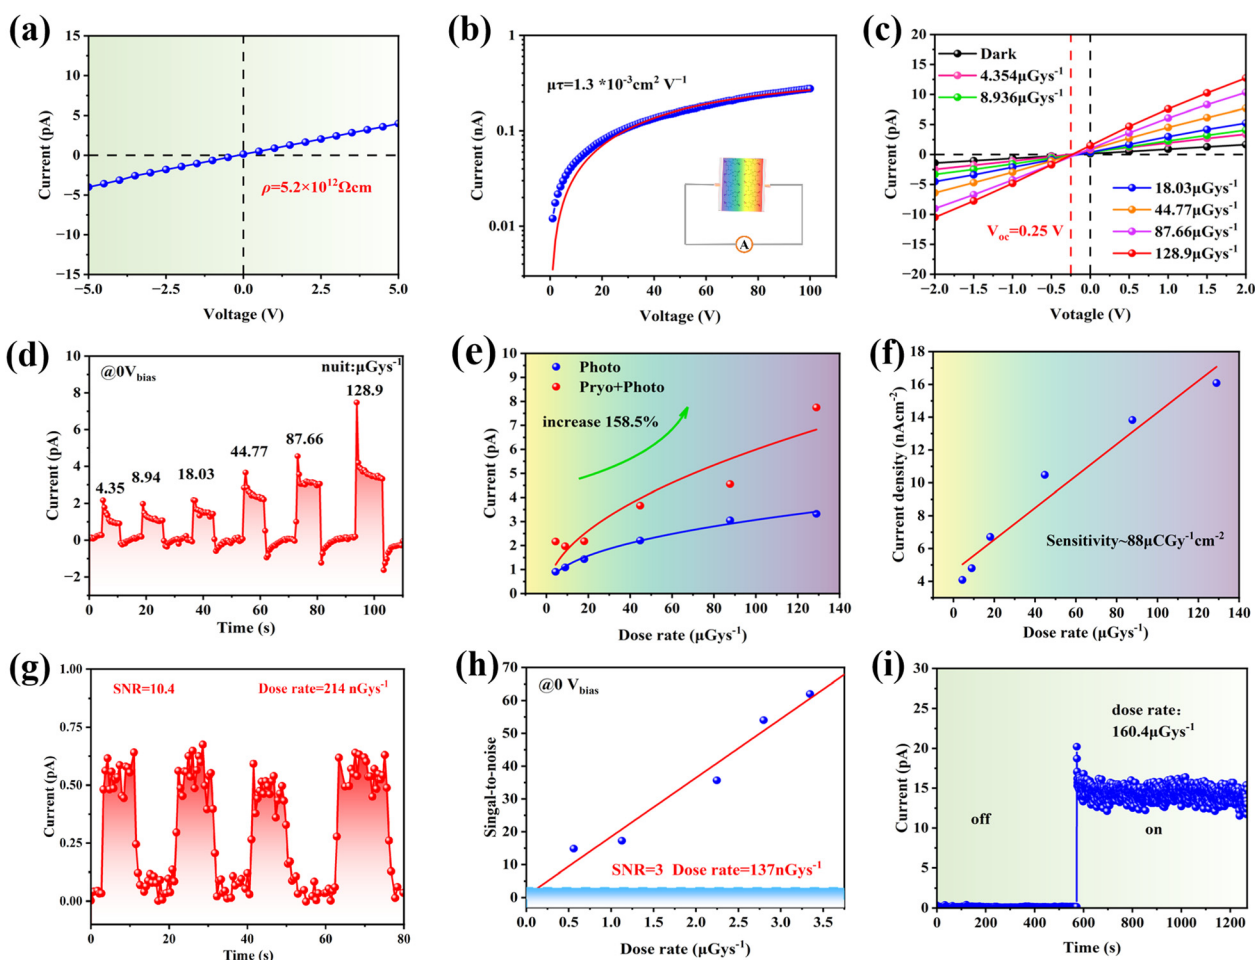 (a)
Current (pA)
15
10
5
0
−5
−10
−15
ρ=5.2×10¹²Ωcm
−5.0
−2.5
0.0
2.5
5.0
Voltage (V)
(b)
Current (nA)
1
0.1
0.01
μτ=1.3 *10⁻³cm² V⁻¹
A
0
20
40
60
80
100
Voltage (V)
(c)
Current (pA)
20
15
10
5
0
−5
−10
−15
−20
Dark
4.354μGys⁻¹
8.936μGys⁻¹
18.03μGys⁻¹
44.77μGys⁻¹
87.66μGys⁻¹
128.9μGys⁻¹
Voc=0.25 V
−2.0
−1.5
−1.0
−0.5
0.0
0.5
1.0
1.5
2.0
Votagle (V)
(d)
Current (pA)
10
8
6
4
2
0
−2
@0Vbias
nuit:μGys⁻¹
4.35
8.94
18.03
44.77
87.66
128.9
0
20
40
60
80
100
Time (s)
(e)
Current (pA)
10
9
8
7
6
5
4
3
2
1
0
Photo
Pryo+Photo
increase 158.5%
0
20
40
60
80
100
120
140
Dose rate (μGys⁻¹)
(f)
Current density (nAcm⁻²)
18
16
14
12
10
8
6
4
Sensitivity~88μCGy⁻¹cm⁻²
0
20
40
60
80
100
120
140
Dose rate (μGys⁻¹)
(g)
Current (pA)
1.00
0.75
0.50
0.25
0.00
SNR=10.4
Dose rate=214 nGys⁻¹
0
20
40
60
80
Time (s)
(h)
Singal-to-noise
70
60
50
40
30
20
10
0
@0 Vbias
SNR=3 Dose rate=137nGys⁻¹
0.0
0.5
1.0
1.5
2.0
2.5
3.0
3.5
Dose rate (μGys⁻¹)
(i)
Current (pA)
30
25
20
15
10
5
0
dose rate:
160.4μGys⁻¹
off
on
0
200
400
600
800
1000
1200
Time (s)